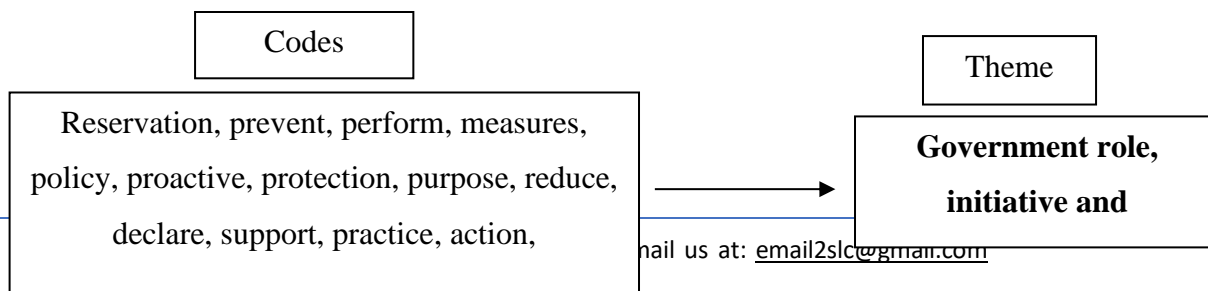 Codes
Theme
Reservation, prevent, perform, measures,
policy, proactive, protection, purpose, reduce,
declare, support, practice, action,
Government role,
initiative and
us at: email2slc@gmail.com